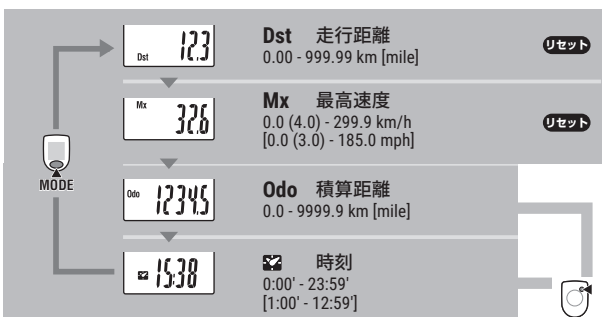 Dst 12.3
Dst 走行距離
0.00 - 999.99 km [mile]
リセット
Mx 32.6
Mx 最高速度
0.0 (4.0) - 299.9 km/h
[0.0 (3.0) - 185.0 mph]
リセット
MODE
Odo 1234.5
Odo 積算距離
0.0 - 9999.9 km [mile]
15:38
時刻
0:00' - 23:59'
[1:00' - 12:59']